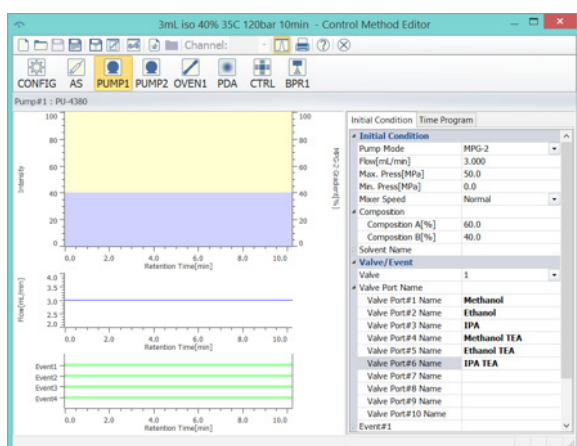 3mL iso 40% 35C 120bar 10min - Control Method Editor
Channel:
CONFIG AS PUMP1 PUMP2 OVEN1 PDA CTRL BPR1
Pump#1 : PU-4380
100
80
60
40
20
0
Intensity
100
80
60
40
20
0
MPG-2 Gradient[%]
0.0 2.0 4.0 6.0 8.0 10.0
Retention Time[min]
4.0
3.5
3.0
2.5
2.0
Flow[mL/min]
0.0 2.0 4.0 6.0 8.0 10.0
Retention Time[min]
Event1
Event2
Event3
Event4
0.0 2.0 4.0 6.0 8.0 10.0
Retention Time[min]
Initial Condition Time Program
Initial Condition
Pump Mode MPG-2
Flow[mL/min] 3.000
Max. Press[MPa] 50.0
Min. Press[MPa] 0.0
Mixer Speed Normal
Composition
Composition A[%] 60.0
Composition B[%] 40.0
Solvent Name
Valve/Event
Valve 1
Valve Port Name
Valve Port#1 Name Methanol
Valve Port#2 Name Ethanol
Valve Port#3 Name IPA
Valve Port#4 Name Methanol TEA
Valve Port#5 Name Ethanol TEA
Valve Port#6 Name IPA TEA
Valve Port#7 Name
Valve Port#8 Name
Valve Port#9 Name
Valve Port#10 Name
Event#1